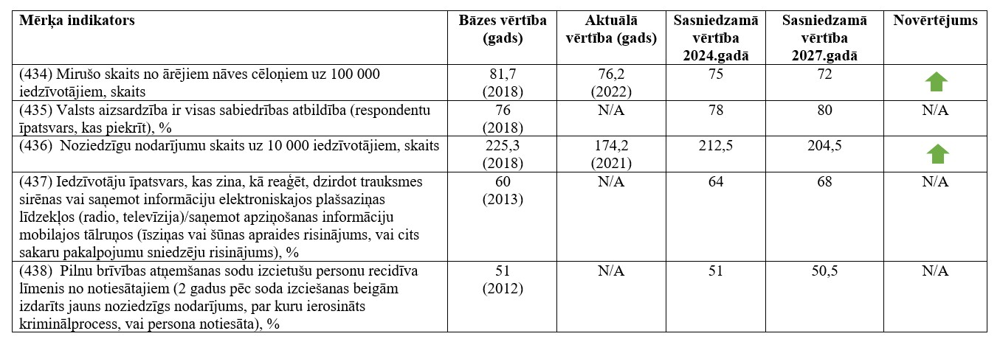 Mērķa indikators
Bāzes vērtība
(gads)
Aktuālā
vērtība (gads)
Sasniedzamā
vērtība
2024.gadā
Sasniedzamā
vērtība
2027.gadā
Novērtējums
(434) Mirušo skaits no ārējiem nāves cēloņiem uz 100 000
iedzīvotājiem, skaits
81,7
(2018)
76,2
(2022)
75
72
(435) Valsts aizsardzība ir visas sabiedrības atbildība (respondentu
īpatsvars, kas piekrīt), %
76
(2018)
N/A
78
80
N/A
(436) Noziedzīgu nodarījumu skaits uz 10 000 iedzīvotājiem, skaits
225,3
(2018)
174,2
(2021)
212,5
204,5
(437) Iedzīvotāju īpatsvars, kas zina, kā reaģēt, dzirdot trauksmes
sirēnas vai saņemot informāciju elektroniskajos plašsaziņas
līdzekļos (radio, televīzija)/saņemot apziņošanas informāciju
mobilajos tālruņos (īsziņas vai šūnas apraides risinājums, vai cits
sakaru pakalpojumu sniedzēju risinājums), %
60
(2013)
N/A
64
68
N/A
(438) Pilnu brīvības atņemšanas sodu izcietušu personu recidīva
līmenis no notiesātajiem (2 gadus pēc soda izciešanas beigām
izdarīts jauns noziedzīgs nodarījums, par kuru ierosināts
kriminālprocess, vai persona notiesāta), %
51
(2012)
N/A
51
50,5
N/A